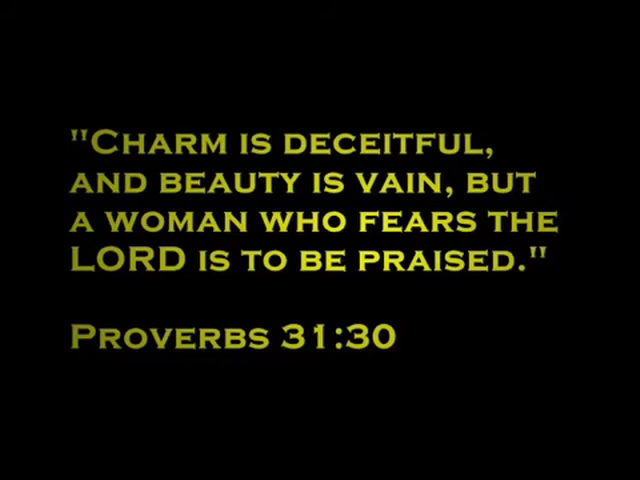 "Charm is deceitful,
and beauty is vain, but
a woman who fears the
LORD is to be praised."
Proverbs 31:30